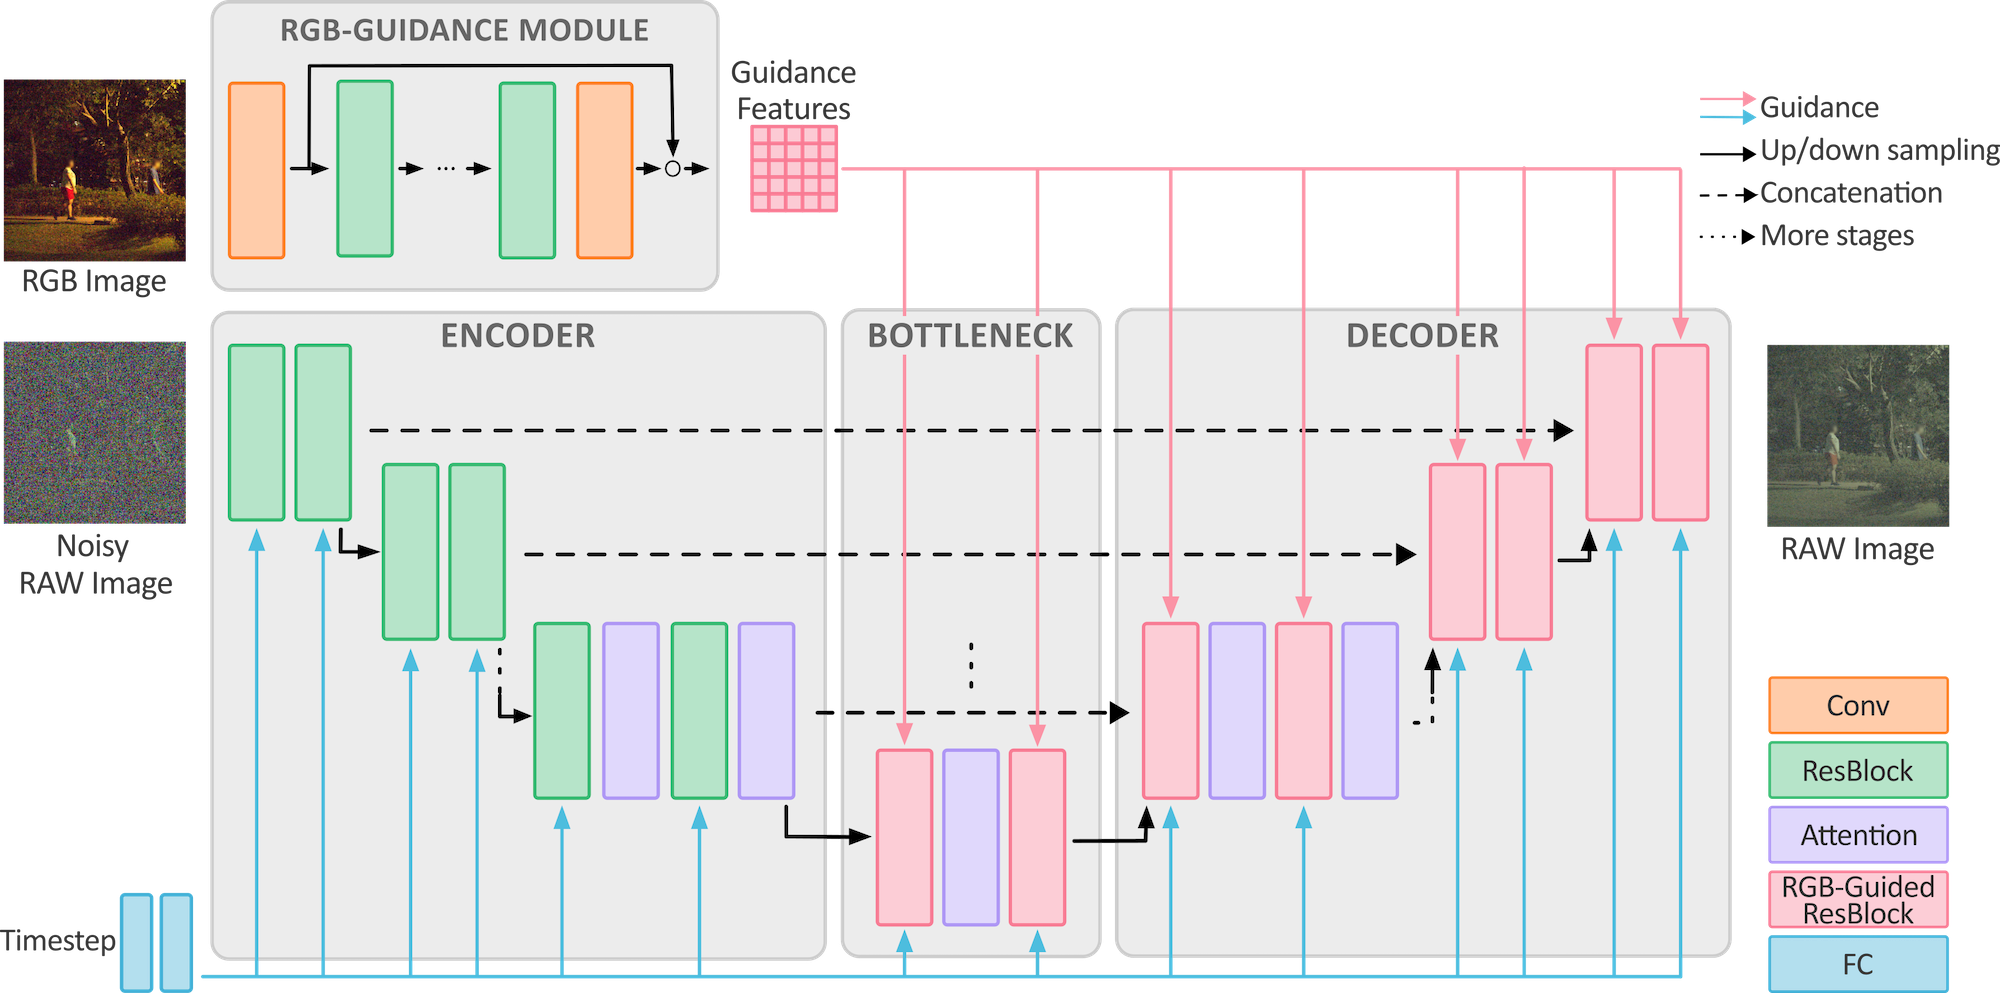 RGB-GUIDANCE MODULE
Guidance
Features
RGB Image
Guidance
Up/down sampling
Concatenation
More stages
ENCODER
BOTTLENECK
DECODER
Noisy
RAW Image
RAW Image
Timestep
Conv
ResBlock
Attention
RGB-Guided
ResBlock
FC